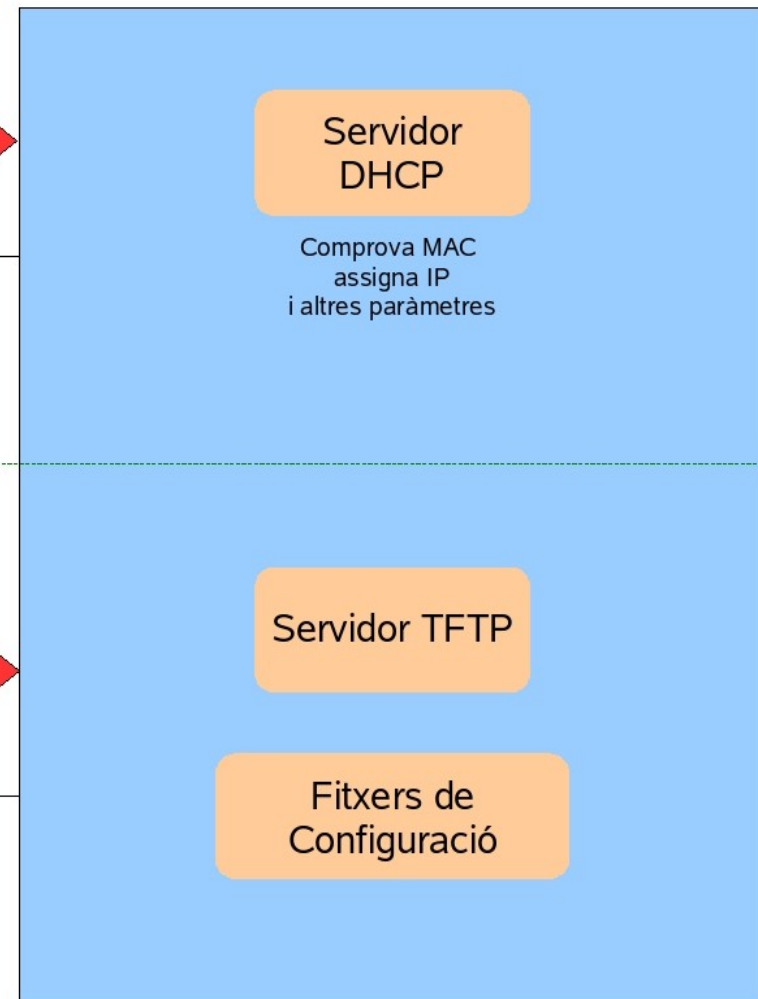 Servidor
DHCP
Comprova MAC
assigna IP
i altres paràmetres
Servidor TFTP
Fitxers de
Configuració